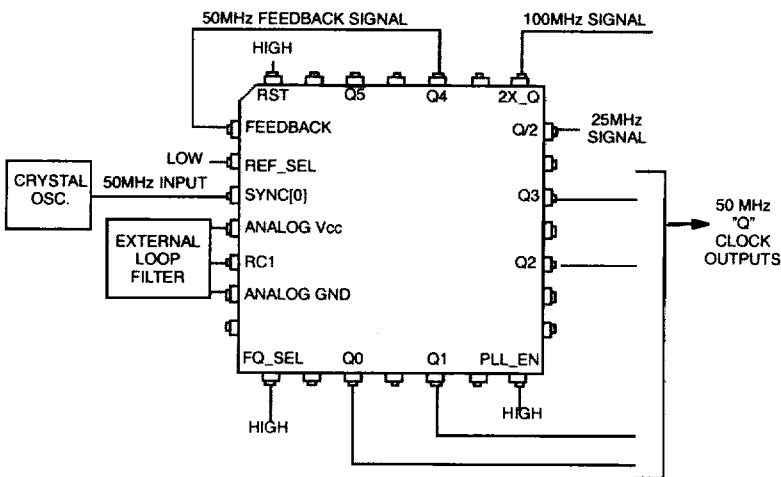 50MHz FEEDBACK SIGNAL
100MHz SIGNAL
HIGH
RST
Q5
Q4
2X_Q
FEEDBACK
Q/2
25MHz
SIGNAL
LOW
REF_SEL
CRYSTAL
OSC.
50MHz INPUT
SYNC[0]
Q3
ANALOG Vcc
EXTERNAL
LOOP
FILTER
RC1
Q2
ANALOG GND
50 MHz
"Q"
CLOCK
OUTPUTS
FQ_SEL
Q0
Q1
PLL_EN
HIGH
HIGH